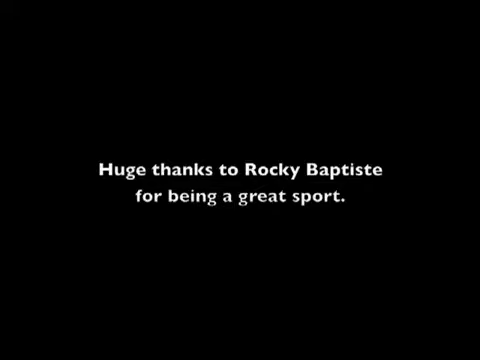 Huge thanks to Rocky Baptiste
for being a great sport.